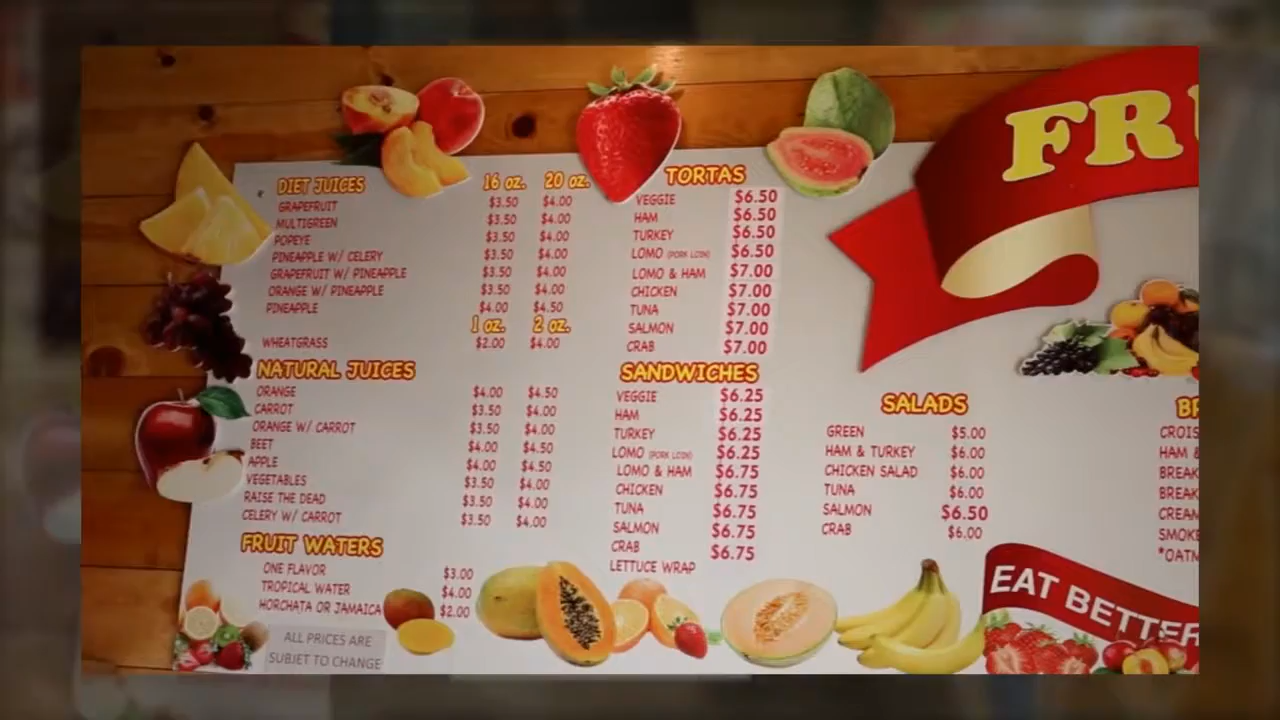 DIET JUICES 16 oz. 20 oz.
GRAPEFRUIT $3.50 $4.00
MULTIGREEN $3.50 $4.00
POPEYE $3.50 $4.00
PINEAPPLE W/ CELERY $3.50 $4.00
GRAPEFRUIT W/ PINEAPPLE $3.50 $4.00
ORANGE W/ PINEAPPLE $3.50 $4.00
PINEAPPLE $4.00 $4.50
1 oz. 2 oz.
WHEATGRASS $2.00 $4.00
NATURAL JUICES
ORANGE $4.00 $4.50
CARROT $3.50 $4.00
ORANGE W/ CARROT $3.50 $4.00
BEET $4.00 $4.50
APPLE $4.00 $4.50
VEGETABLES $3.50 $4.00
RAISE THE DEAD $3.50 $4.00
CELERY W/ CARROT $3.50 $4.00
FRUIT WATERS
ONE FLAVOR $3.00
TROPICAL WATER $4.00
HORCHATA OR JAMAICA $2.00
ALL PRICES ARE
SUBJET TO CHANGE
TORTAS
VEGGIE $6.50
HAM $6.50
TURKEY $6.50
LOMO (PORK LOIN) $6.50
LOMO & HAM $7.00
CHICKEN $7.00
TUNA $7.00
SALMON $7.00
CRAB $7.00
SANDWICHES
VEGGIE $6.25
HAM $6.25
TURKEY $6.25
LOMO (PORK LOIN) $6.25
LOMO & HAM $6.75
CHICKEN $6.75
TUNA $6.75
SALMON $6.75
CRAB $6.75
LETTUCE WRAP
FRU
SALADS
GREEN $5.00
HAM & TURKEY $6.00
CHICKEN SALAD $6.00
TUNA $6.00
SALMON $6.50
CRAB $6.00
BR
CROIS
HAM &
BREAK
BREAK
CREAM
SMOKE
*OATM
EAT BETTER